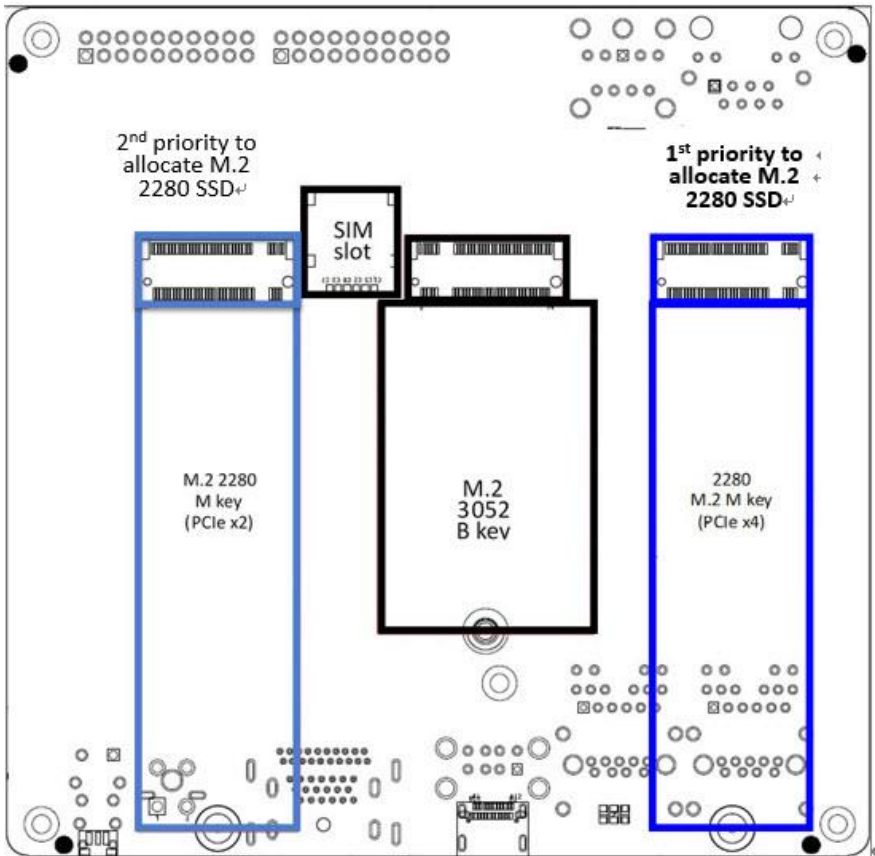 2nd priority to
allocate M.2
2280 SSD
1st priority to
allocate M.2
2280 SSD
SIM
slot
M.2 2280
M key
(PCIe x2)
M.2
3052
B key
2280
M.2 M key
(PCIe x4)